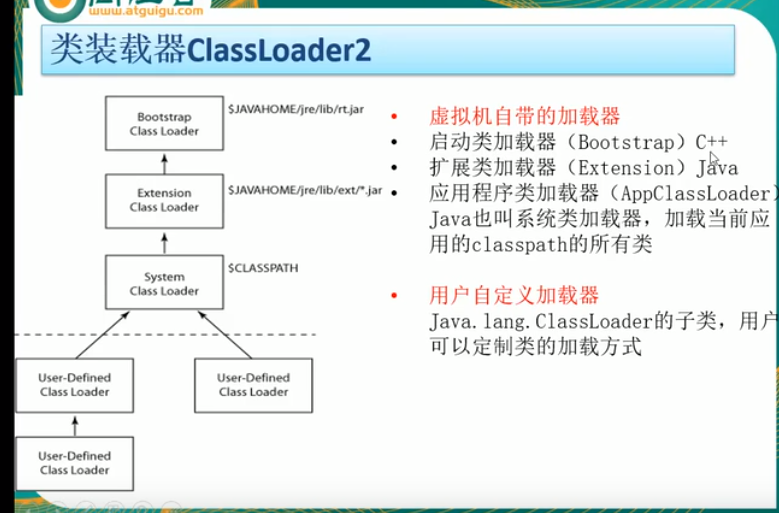 www.atguigu.com
类装载器ClassLoader2
Bootstrap
Class Loader
$JAVAHOME/jre/lib/rt.jar
Extension
Class Loader
$JAVAHOME/jre/lib/ext/*.jar
System
Class Loader
$CLASSPATH
User-Defined
Class Loader
User-Defined
Class Loader
User-Defined
Class Loader
• 虚拟机自带的加载器
• 启动类加载器（Bootstrap）C++
• 扩展类加载器（Extension）Java
• 应用程序类加载器（AppClassLoader）
Java也叫系统类加载器，加载当前应
用的classpath的所有类
• 用户自定义加载器
Java.lang.ClassLoader的子类，用户
可以定制类的加载方式